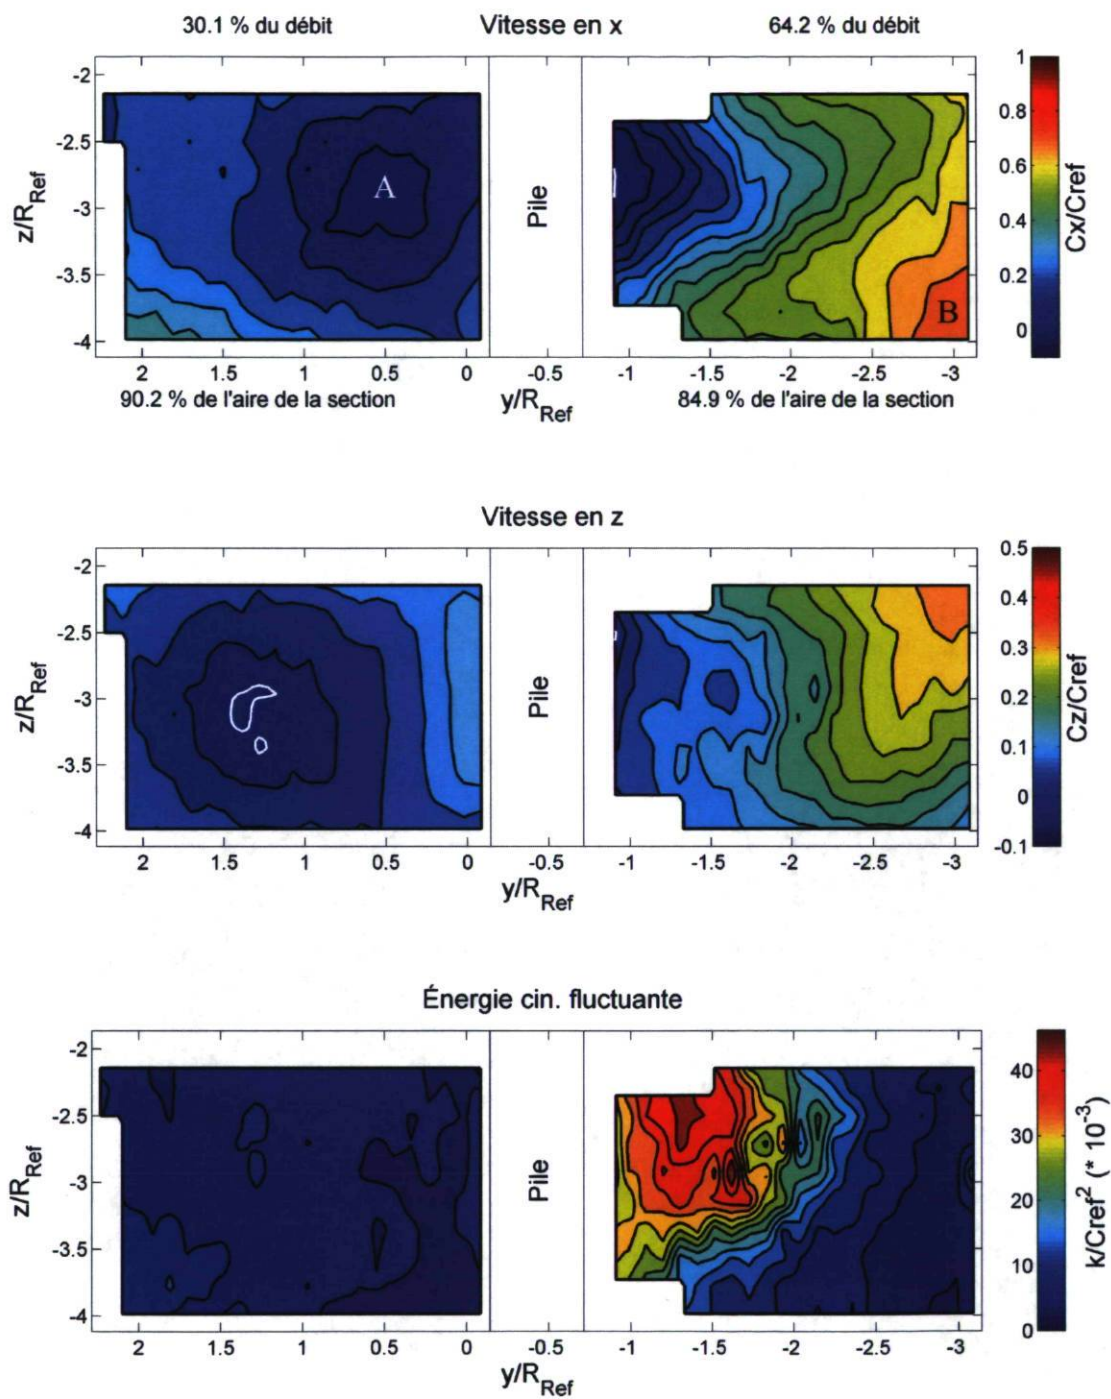 30.1 % du débit Vitesse en x 64.2 % du débit
-2
-2.5
-3
-3.5
-4
z/R_Ref
A
Pile
B
1
0.8
0.6
0.4
0.2
0
Cx/Cref
2 1.5 1 0.5 0 -0.5 -1 -1.5 -2 -2.5 -3
90.2 % de l'aire de la section y/R_Ref 84.9 % de l'aire de la section
Vitesse en z
-2
-2.5
-3
-3.5
-4
z/R_Ref
Pile
0.5
0.4
0.3
0.2
0.1
0
-0.1
Cz/Cref
2 1.5 1 0.5 0 -0.5 -1 -1.5 -2 -2.5 -3
y/R_Ref
Énergie cin. fluctuante
-2
-2.5
-3
-3.5
-4
z/R_Ref
Pile
40
30
20
10
0
k/Cref² (* 10⁻³)
2 1.5 1 0.5 0 -0.5 -1 -1.5 -2 -2.5 -3
y/R_Ref